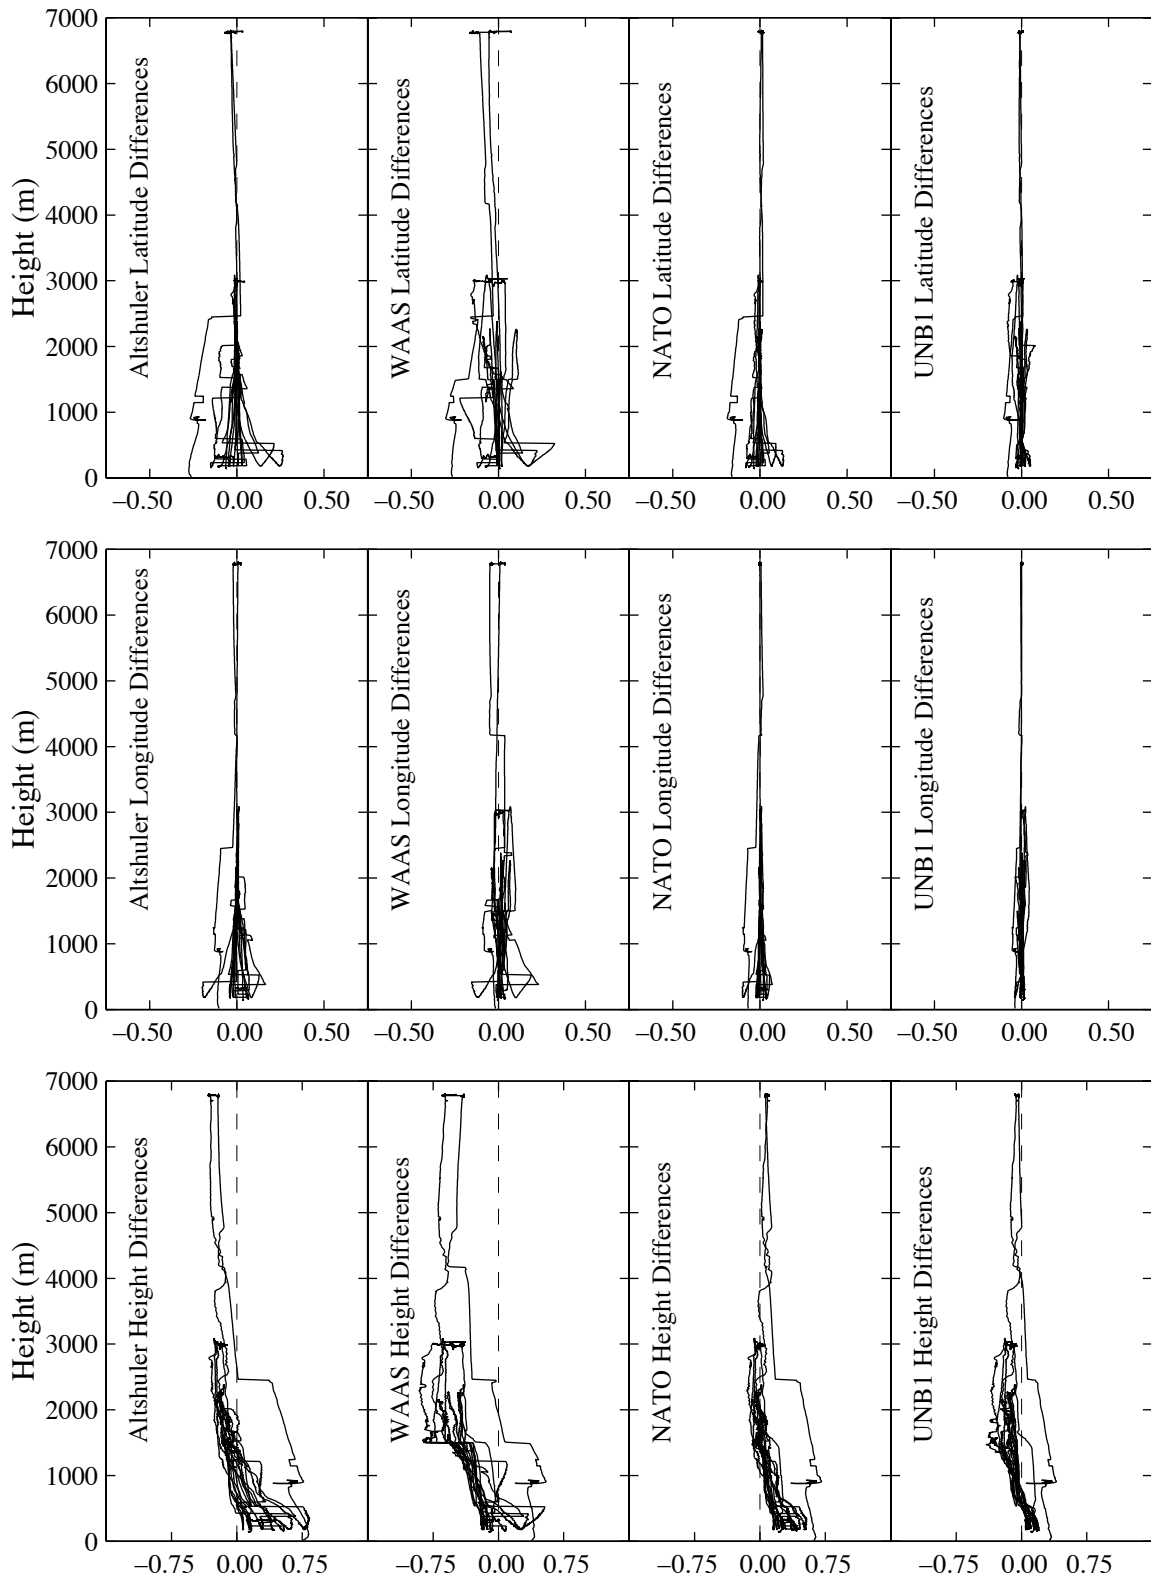 7000
6000
5000
4000
3000
2000
1000
0
Height (m)
Altshuler Latitude Differences
WAAS Latitude Differences
NATO Latitude Differences
UNB1 Latitude Differences
−0.50 0.00 0.50 −0.50 0.00 0.50 −0.50 0.00 0.50 −0.50 0.00 0.50
7000
6000
5000
4000
3000
2000
1000
0
Height (m)
Altshuler Longitude Differences
WAAS Longitude Differences
NATO Longitude Differences
UNB1 Longitude Differences
−0.50 0.00 0.50 −0.50 0.00 0.50 −0.50 0.00 0.50 −0.50 0.00 0.50
7000
6000
5000
4000
3000
2000
1000
0
Height (m)
Altshuler Height Differences
WAAS Height Differences
NATO Height Differences
UNB1 Height Differences
−0.75 0.00 0.75 −0.75 0.00 0.75 −0.75 0.00 0.75 −0.75 0.00 0.75